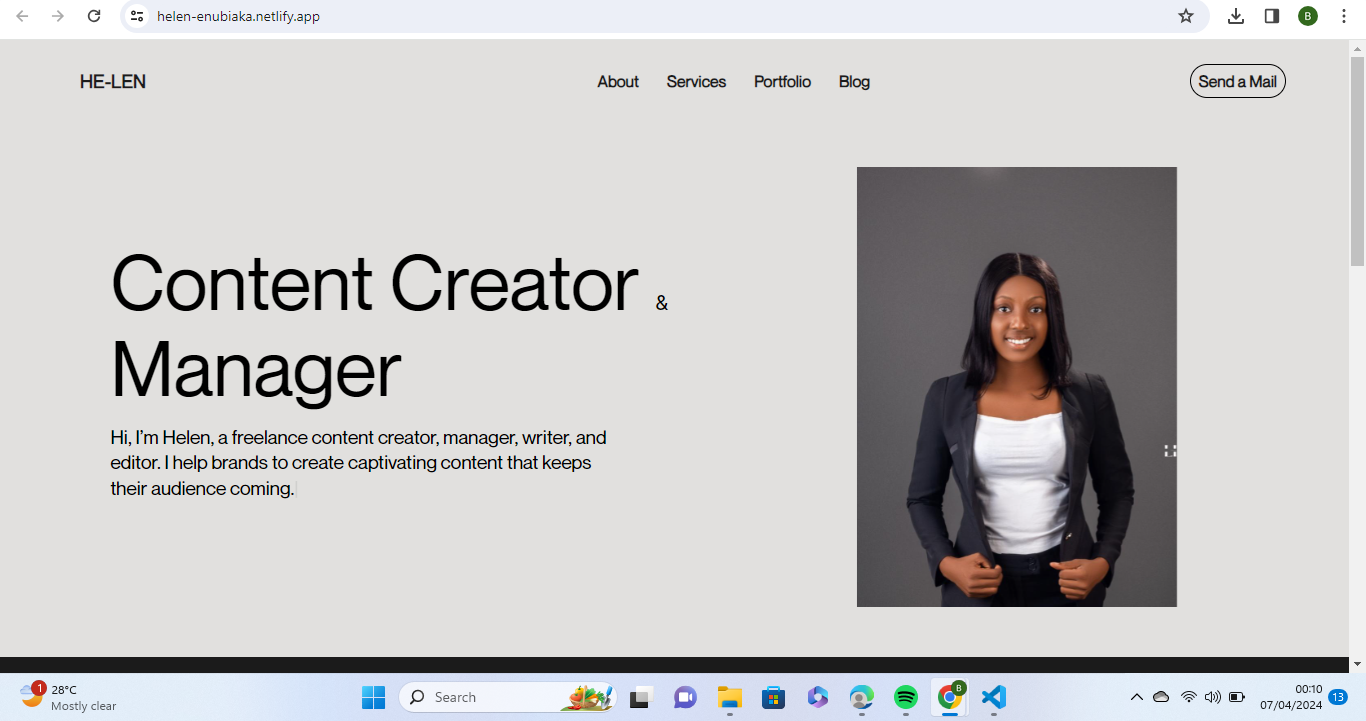 helen-enubiaka.netlify.app
B
HE-LEN
About Services Portfolio Blog
Send a Mail
Content Creator &
Manager
Hi, I'm Helen, a freelance content creator, manager, writer, and
editor. I help brands to create captivating content that keeps
their audience coming.
1
28°C
Mostly clear
Search
B
00:10
07/04/2024
13